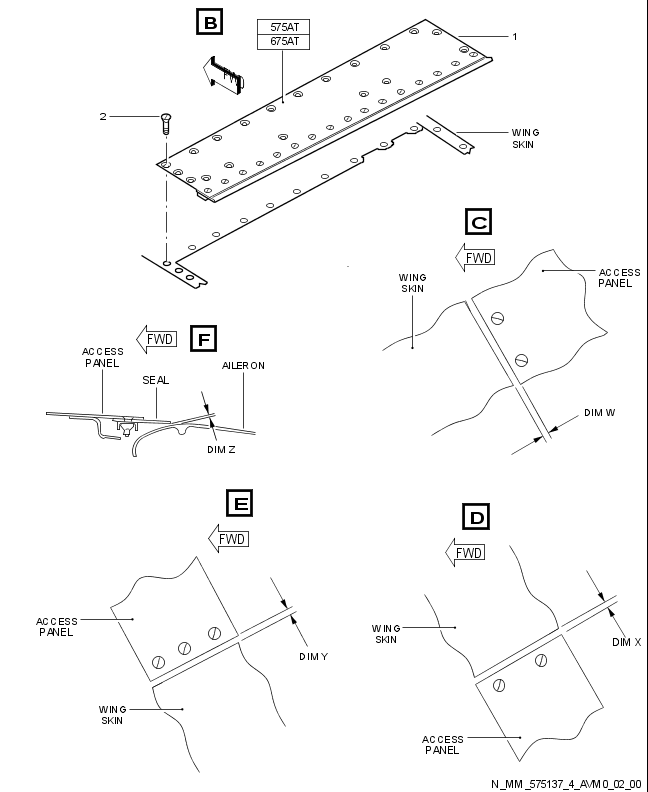 B
575AT
675AT
1
FWD
2
WING
SKIN
C
FWD
WING
SKIN
ACCESS
PANEL
DIM W
F
FWD
ACCESS
PANEL
SEAL
AILERON
DIM Z
E
FWD
ACCESS
PANEL
DIM Y
WING
SKIN
D
FWD
WING
SKIN
DIM X
ACCESS
PANEL
N_MM_575137_4_AVM0_02_00